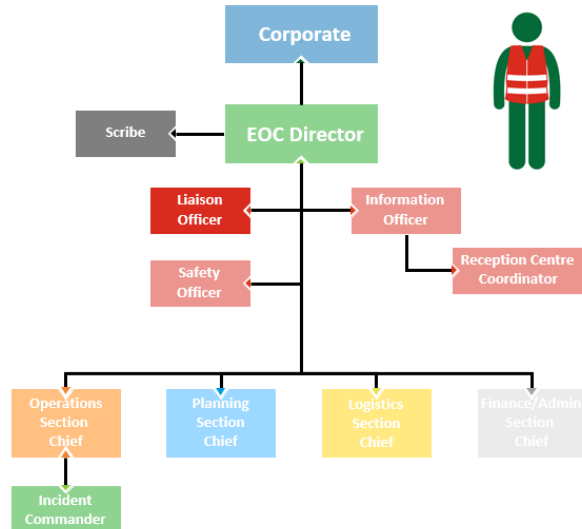 Corporate
EOC Director
Scribe
Liaison
Officer
Information
Officer
Safety
Officer
Reception Centre
Coordinator
Operations
Section
Chief
Planning
Section
Chief
Logistics
Section
Chief
Finance/Admin
Section
Chief
Incident
Commander